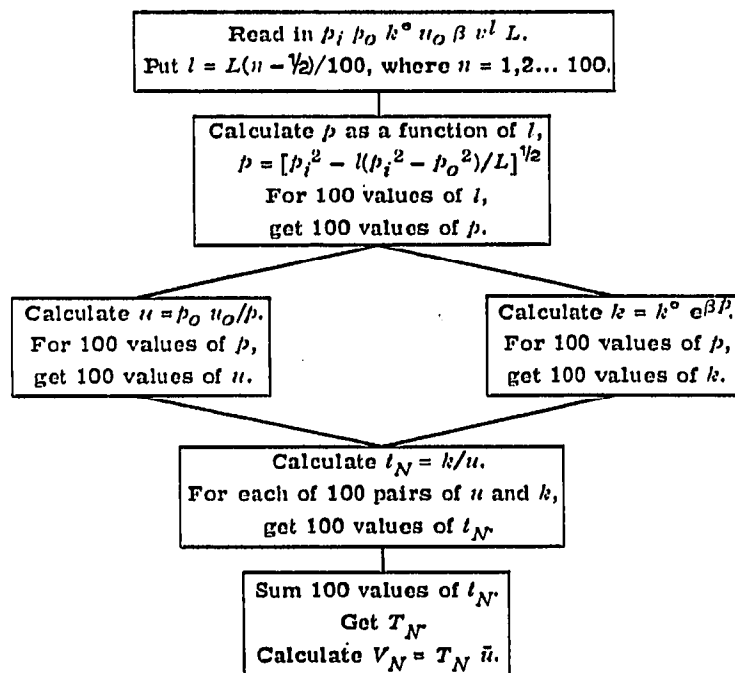 Read in p_i p_o k° u_o β v^l L.
Put l = L(n − ½)/100, where n = 1,2... 100.
Calculate p as a function of l,
p = [p_i² − l(p_i² − p_o²)/L]^{1/2}
For 100 values of l,
get 100 values of p.
Calculate u = p_o u_o/p.
For 100 values of p,
get 100 values of u.
Calculate k = k° e^{βp}.
For 100 values of p,
get 100 values of k.
Calculate t_N = k/u.
For each of 100 pairs of u and k,
get 100 values of t_N.
Sum 100 values of t_N.
Get T_N.
Calculate V_N = T_N ū.